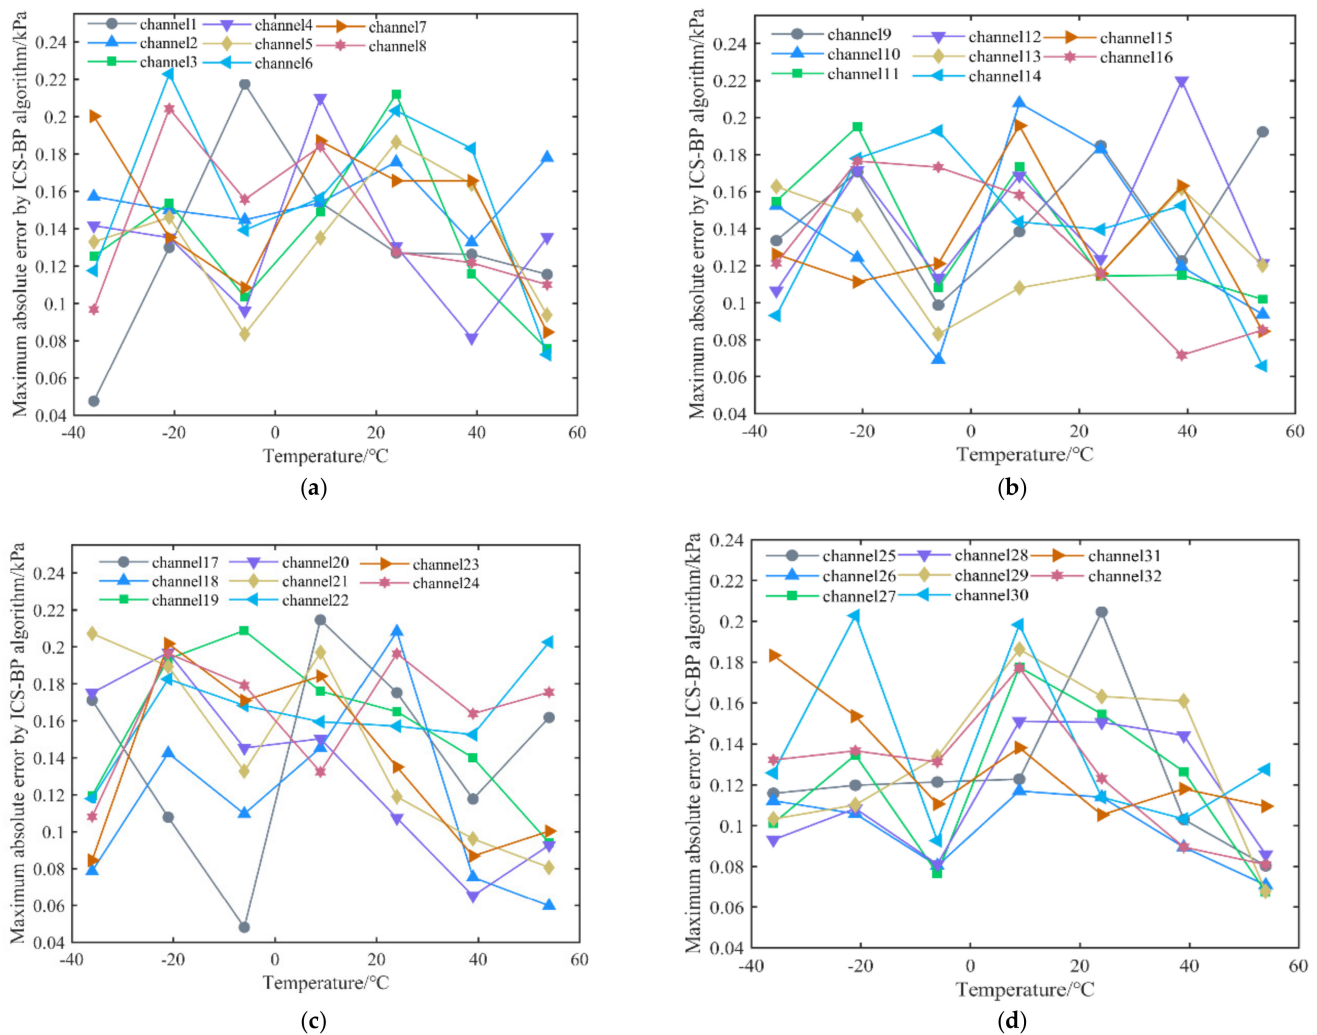 Maximum absolute error by ICS-BP algorithm/kPa
channel1 channel4 channel7
channel2 channel5 channel8
channel3 channel6
0.24
0.22
0.2
0.18
0.16
0.14
0.12
0.1
0.08
0.06
0.04
-40 -20 0 20 40 60
Temperature/°C
(a)
Maximum absolute error by ICS-BP algorithm/kPa
channel9 channel12 channel15
channel10 channel13 channel16
channel11 channel14
0.24
0.22
0.2
0.18
0.16
0.14
0.12
0.1
0.08
0.06
0.04
-40 -20 0 20 40 60
Temperature/°C
(b)
Maximum absolute error by ICS-BP algorithm/kPa
channel17 channel20 channel23
channel18 channel21 channel24
channel19 channel22
0.24
0.22
0.2
0.18
0.16
0.14
0.12
0.1
0.08
0.06
0.04
-40 -20 0 20 40 60
Temperature/°C
(c)
Maximum absolute error by ICS-BP algorithm/kPa
channel25 channel28 channel31
channel26 channel29 channel32
channel27 channel30
0.24
0.22
0.2
0.18
0.16
0.14
0.12
0.1
0.08
0.06
0.04
-40 -20 0 20 40 60
Temperature/°C
(d)